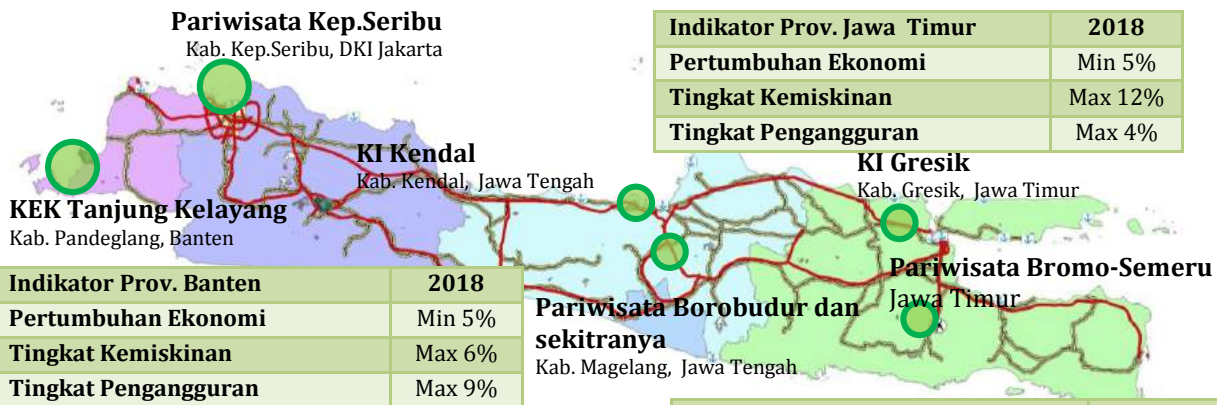 Pariwisata Kep.Seribu
Kab. Kep.Seribu, DKI Jakarta
Indikator Prov. Jawa Timur 2018
Pertumbuhan Ekonomi Min 5%
Tingkat Kemiskinan Max 12%
Tingkat Pengangguran Max 4%
KI Kendal
Kab. Kendal, Jawa Tengah
KI Gresik
Kab. Gresik, Jawa Timur
KEK Tanjung Kelayang
Kab. Pandeglang, Banten
Indikator Prov. Banten 2018
Pertumbuhan Ekonomi Min 5%
Tingkat Kemiskinan Max 6%
Tingkat Pengangguran Max 9%
Pariwisata Borobudur dan
sekitranya
Kab. Magelang, Jawa Tengah
Pariwisata Bromo-Semeru
Jawa Timur